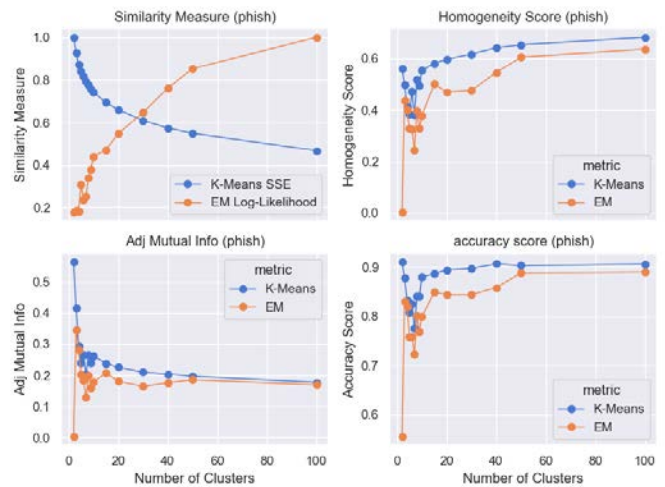 Similarity Measure (phish)
Similarity Measure
1.0
0.8
0.6
0.4
0.2
K-Means SSE
EM Log-Likelihood
Homogeneity Score (phish)
Homogeneity Score
0.6
0.4
0.2
0.0
metric
K-Means
EM
Adj Mutual Info (phish)
Adj Mutual Info
0.5
0.4
0.3
0.2
0.1
0.0
metric
K-Means
EM
0 20 40 60 80 100
Number of Clusters
accuracy score (phish)
Accuracy Score
0.9
0.8
0.7
0.6
metric
K-Means
EM
0 20 40 60 80 100
Number of Clusters